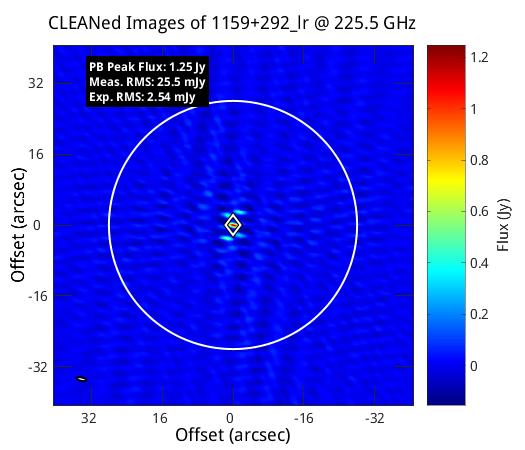 CLEANed Images of 1159+292_lr @ 225.5 GHz
PB Peak Flux: 1.25 Jy
Meas. RMS: 25.5 mJy
Exp. RMS: 2.54 mJy
32
16
0
-16
-32
Offset (arcsec)
32 16 0 -16 -32
Offset (arcsec)
1.2
1
0.8
0.6
0.4
0.2
0
Flux (Jy)